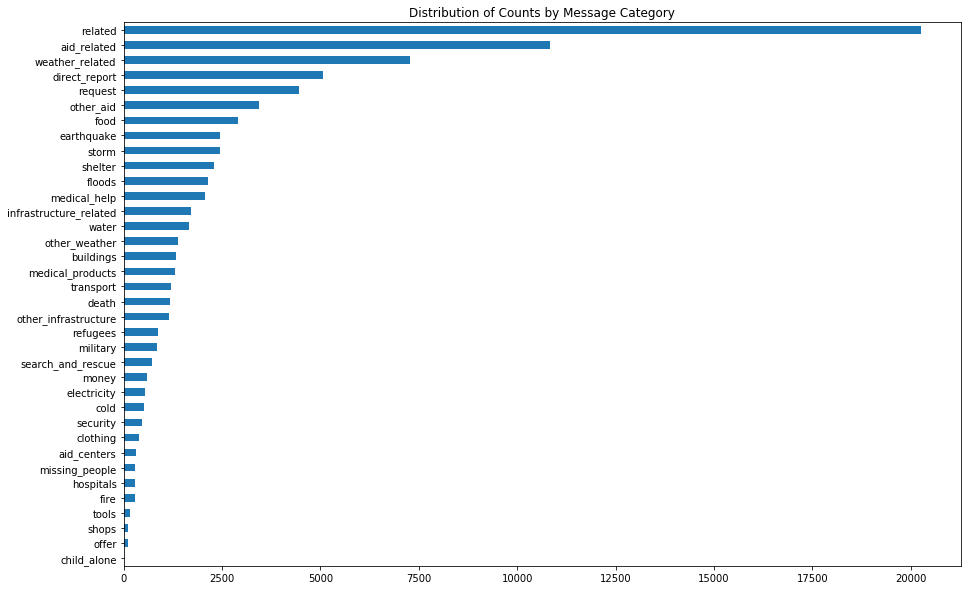 Distribution of Counts by Message Category
related
aid_related
weather_related
direct_report
request
other_aid
food
earthquake
storm
shelter
floods
medical_help
infrastructure_related
water
other_weather
buildings
medical_products
transport
death
other_infrastructure
refugees
military
search_and_rescue
money
electricity
cold
security
clothing
aid_centers
missing_people
hospitals
fire
tools
shops
offer
child_alone
0 2500 5000 7500 10000 12500 15000 17500 20000